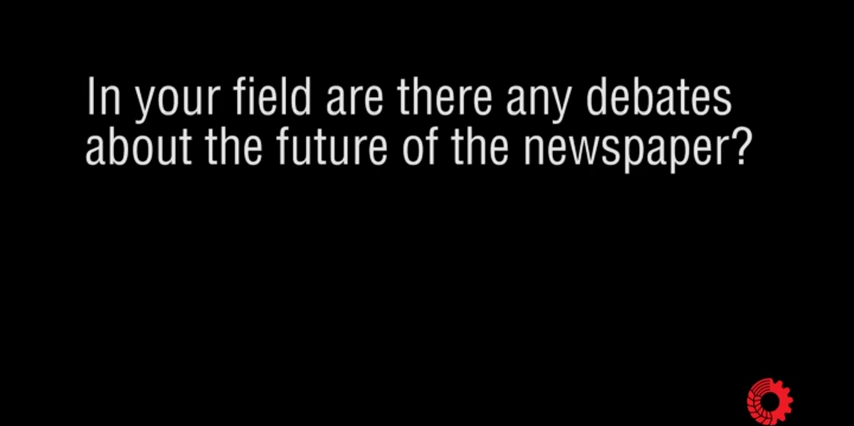 In your field are there any debates
about the future of the newspaper?